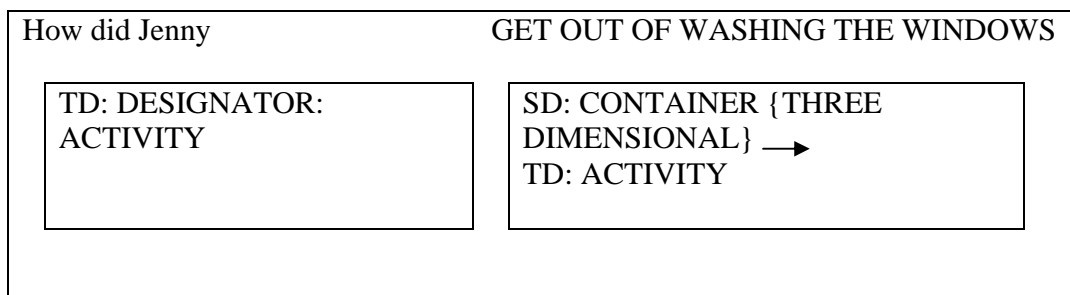 How did Jenny GET OUT OF WASHING THE WINDOWS
TD: DESIGNATOR:
ACTIVITY
SD: CONTAINER {THREE
DIMENSIONAL}
TD: ACTIVITY